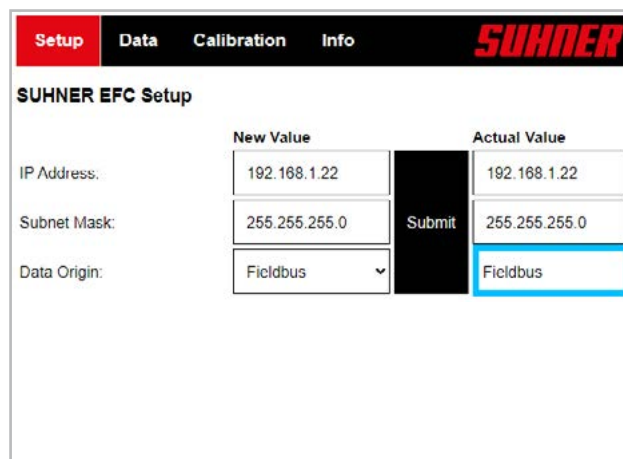 Setup Data Calibration Info SUHNER
SUHNER EFC Setup
New Value Actual Value
IP Address: 192.168.1.22 192.168.1.22
Subnet Mask: 255.255.255.0 Submit 255.255.255.0
Data Origin: Fieldbus Fieldbus